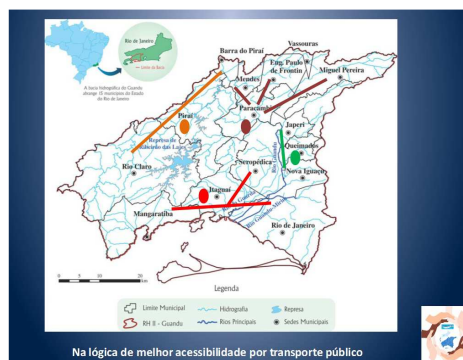 Rio de Janeiro
A bacia hidrográfica do Guandu
abrange 15 municípios do Estado
do Rio de Janeiro
Vassouras
Barra do Piraí
Eng. Paulo
de Frontin
Miguel Pereira
Mendes
Paracambi
Piraí
Japeri
Represa de
Ribeirão das Lajes
Queimados
Rio Claro
Seropédica
Nova Iguaçu
Itaguaí
Mangaratiba
Rio de Janeiro
Legenda
Limite Municipal
Hidrografia
Represa
RH II - Guandu
Rios Principais
Sedes Municipais
Na lógica de melhor acessibilidade por transporte público